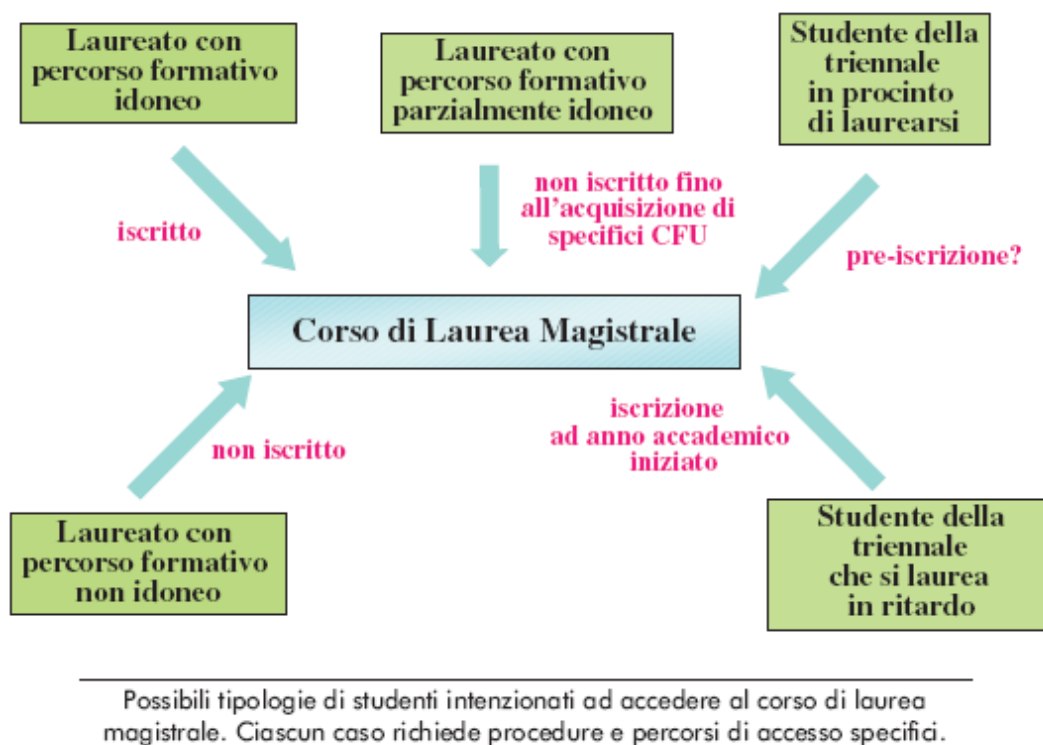 Laureato con
percorso formativo
idoneo
Laureato con
percorso formativo
parzialmente idoneo
Studente della
triennale
in procinto
di laurearsi
iscritto
non iscritto fino
all'acquisizione di
specifici CFU
pre-iscrizione?
Corso di Laurea Magistrale
non iscritto
iscrizione
ad anno accademico
iniziato
Laureato con
percorso formativo
non idoneo
Studente della
triennale
che si laurea
in ritardo
Possibili tipologie di studenti intenzionati ad accedere al corso di laurea
magistrale. Ciascun caso richiede procedure e percorsi di accesso specifici.